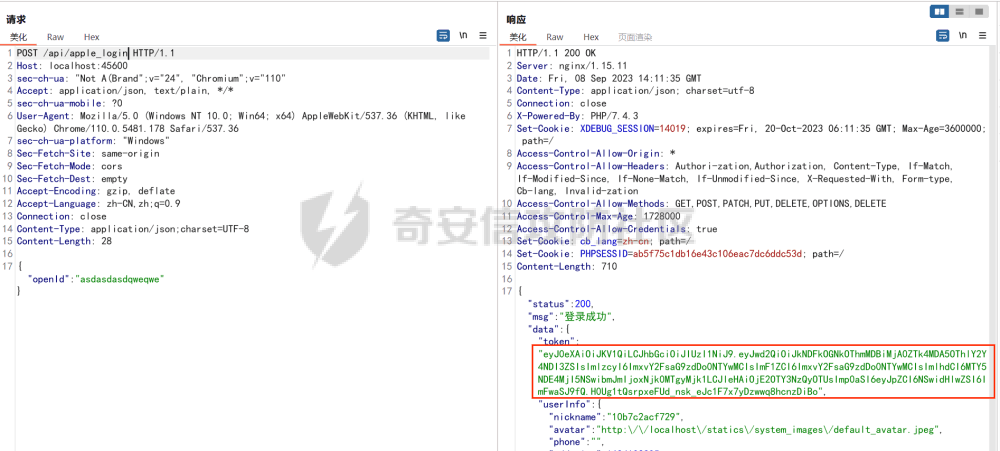 请求
美化 Raw Hex
\n
1 POST /api/apple_login HTTP/1.1
2 Host: localhost:45600
3 sec-ch-ua: "Not A(Brand";v="24", "Chromium";v="110"
4 Accept: application/json, text/plain, */*
5 sec-ch-ua-mobile: ?0
6 User-Agent: Mozilla/5.0 (Windows NT 10.0; Win64; x64) AppleWebKit/537.36 (KHTML, like
Gecko) Chrome/110.0.5481.178 Safari/537.36
7 sec-ch-ua-platform: "Windows"
8 Sec-Fetch-Site: same-origin
9 Sec-Fetch-Mode: cors
10 Sec-Fetch-Dest: empty
11 Accept-Encoding: gzip, deflate
12 Accept-Language: zh-CN,zh;q=0.9
13 Connection: close
14 Content-Type: application/json;charset=UTF-8
15 Content-Length: 28
16
17 {
"openId":"asdasdasdqweqwe"
}
响应
美化 Raw Hex 页面渲染
\n
1 HTTP/1.1 200 OK
2 Server: nginx/1.15.11
3 Date: Fri, 08 Sep 2023 14:11:35 GMT
4 Content-Type: application/json; charset=utf-8
5 Connection: close
6 X-Powered-By: PHP/7.4.3
7 Set-Cookie: XDEBUG_SESSION=14019; expires=Fri, 20-Oct-2023 06:11:35 GMT; Max-Age=3600000;
path=/
8 Access-Control-Allow-Origin: *
9 Access-Control-Allow-Headers: Authori-zation,Authorization, Content-Type, If-Match,
If-Modified-Since, If-None-Match, If-Unmodified-Since, X-Requested-With, Form-type,
Cb-lang, Invalid-zation
10 Access-Control-Allow-Methods: GET,POST,PATCH,PUT,DELETE,OPTIONS,DELETE
11 Access-Control-Max-Age: 1728000
12 Access-Control-Allow-Credentials: true
13 Set-Cookie: cb_lang=zh-cn; path=/
14 Set-Cookie: PHPSESSID=ab5f75c1db16e43c106eac7dc6ddc53d; path=/
15 Content-Length: 710
16
17 {
"status":200,
"msg":"登录成功",
"data":{
"token":
"userInfo":{
"nickname":"10b7c2acf729",
"avatar":"http:\/\/localhost\/statics\/system_images\/default_avatar.jpeg",
"phone":"",
奇安信攻防社区